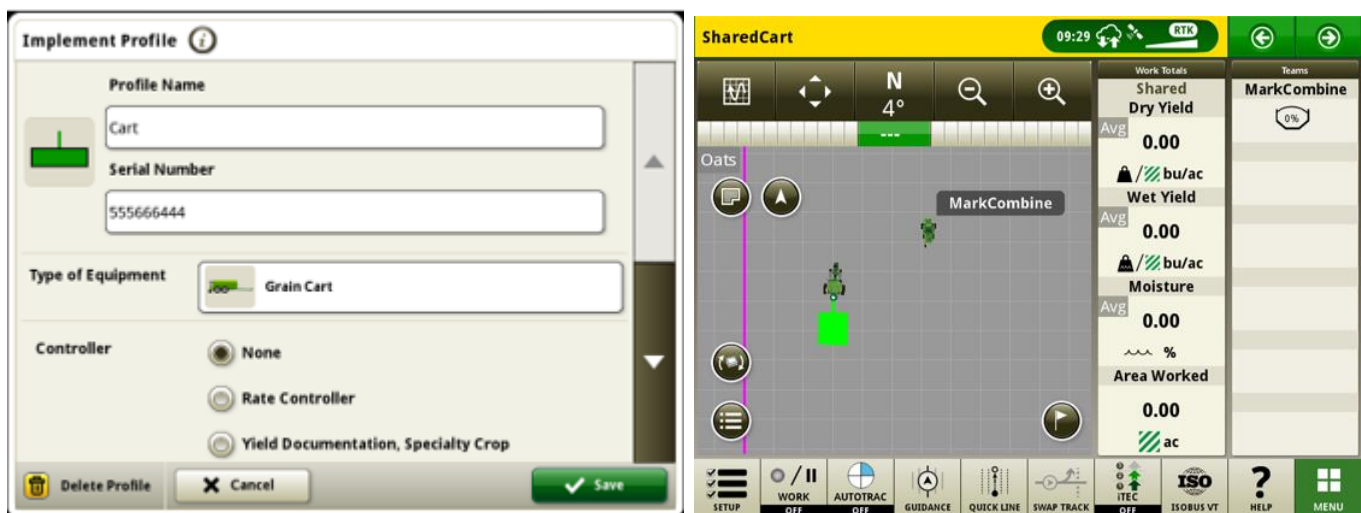 Implement Profile i
Profile Name
Cart
Serial Number
555666444
Type of Equipment
Grain Cart
Controller
None
Rate Controller
Yield Documentation, Specialty Crop
Delete Profile
Cancel
Save
SharedCart
09:29
RTK
N
4°
---
Oats
MarkCombine
Work Totals
Shared
Dry Yield
Avg
0.00
/ bu/ac
Wet Yield
Avg
0.00
/ bu/ac
Moisture
Avg
0.00
%
Area Worked
0.00
ac
Teams
MarkCombine
0%
SETUP
WORK
OFF
AUTOTRAC
OFF
GUIDANCE
QUICK LINE
SWAP TRACK
iTEC
OFF
ISO
ISOBUS VT
?
HELP
MENU